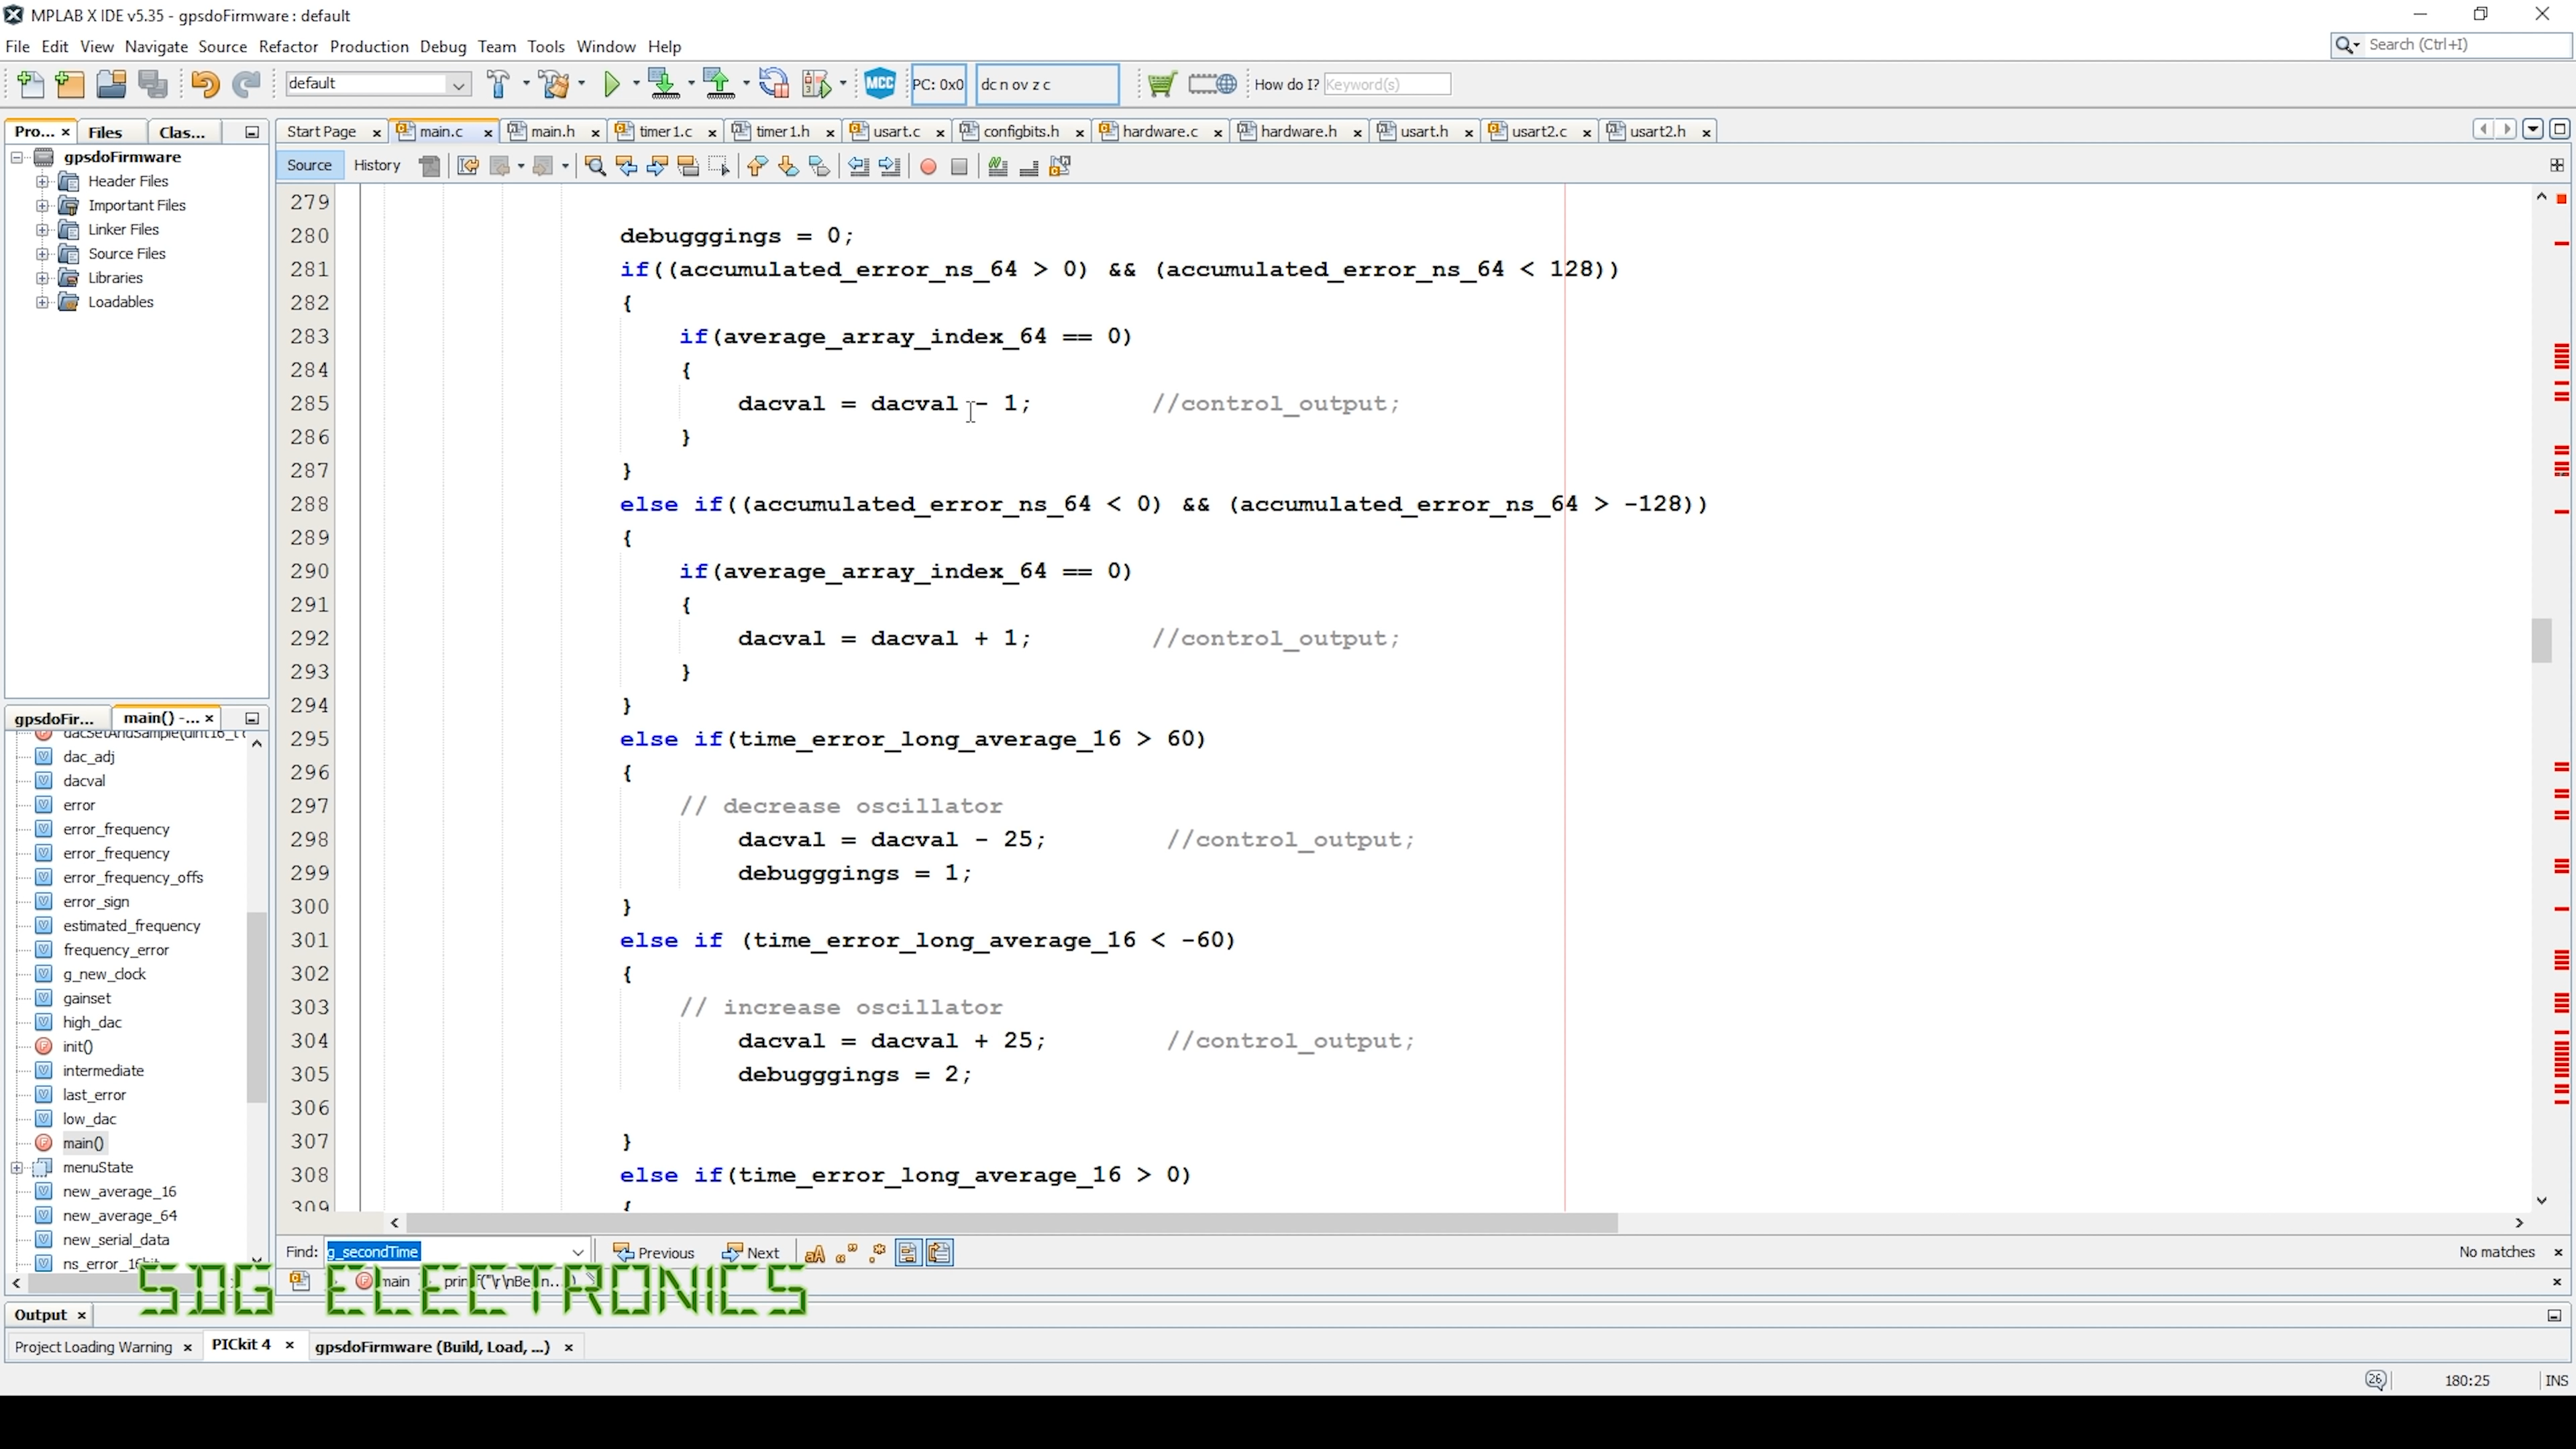 MPLAB X IDE v5.35 - gpsdoFirmware : default
File Edit View Navigate Source Refactor Production Debug Team Tools Window Help
Search (Ctrl+I)
default
MCC
PC: 0x0
dc n ov z c
How do I? Keyword(s)
Pro... Files Clas...
Start Page main.c main.h timer1.c timer1.h usart.c configbits.h hardware.c hardware.h usart.h usart2.c usart2.h
Source History
gpsdoFirmware
Header Files
Important Files
Linker Files
Source Files
Libraries
Loadables
279
280 debugggings = 0;
281 if((accumulated_error_ns_64 > 0) && (accumulated_error_ns_64 < 128))
282 {
283 if(average_array_index_64 == 0)
284 {
285 dacval = dacval - 1; //control_output;
286 }
287 }
288 else if((accumulated_error_ns_64 < 0) && (accumulated_error_ns_64 > -128))
289 {
290 if(average_array_index_64 == 0)
291 {
292 dacval = dacval + 1; //control_output;
293 }
294 }
295 else if(time_error_long_average_16 > 60)
296 {
297 // decrease oscillator
298 dacval = dacval - 25; //control_output;
299 debugggings = 1;
300 }
301 else if (time_error_long_average_16 < -60)
302 {
303 // increase oscillator
304 dacval = dacval + 25; //control_output;
305 debugggings = 2;
306
307 }
308 else if(time_error_long_average_16 > 0)
309 {
gpsdoFir... main() -...
dac_adj
dacval
error
error_frequency
error_frequency
error_frequency_offs
error_sign
estimated_frequency
frequency_error
g_new_clock
gainset
high_dac
init()
intermediate
last_error
low_dac
main()
menuState
new_average_16
new_average_64
new_serial_data
Find: g_secondTime Previous Next No matches
main
SDG ELECTRONICS
Output
Project Loading Warning PICkit 4 gpsdoFirmware (Build, Load, ...)
26 180:25 INS